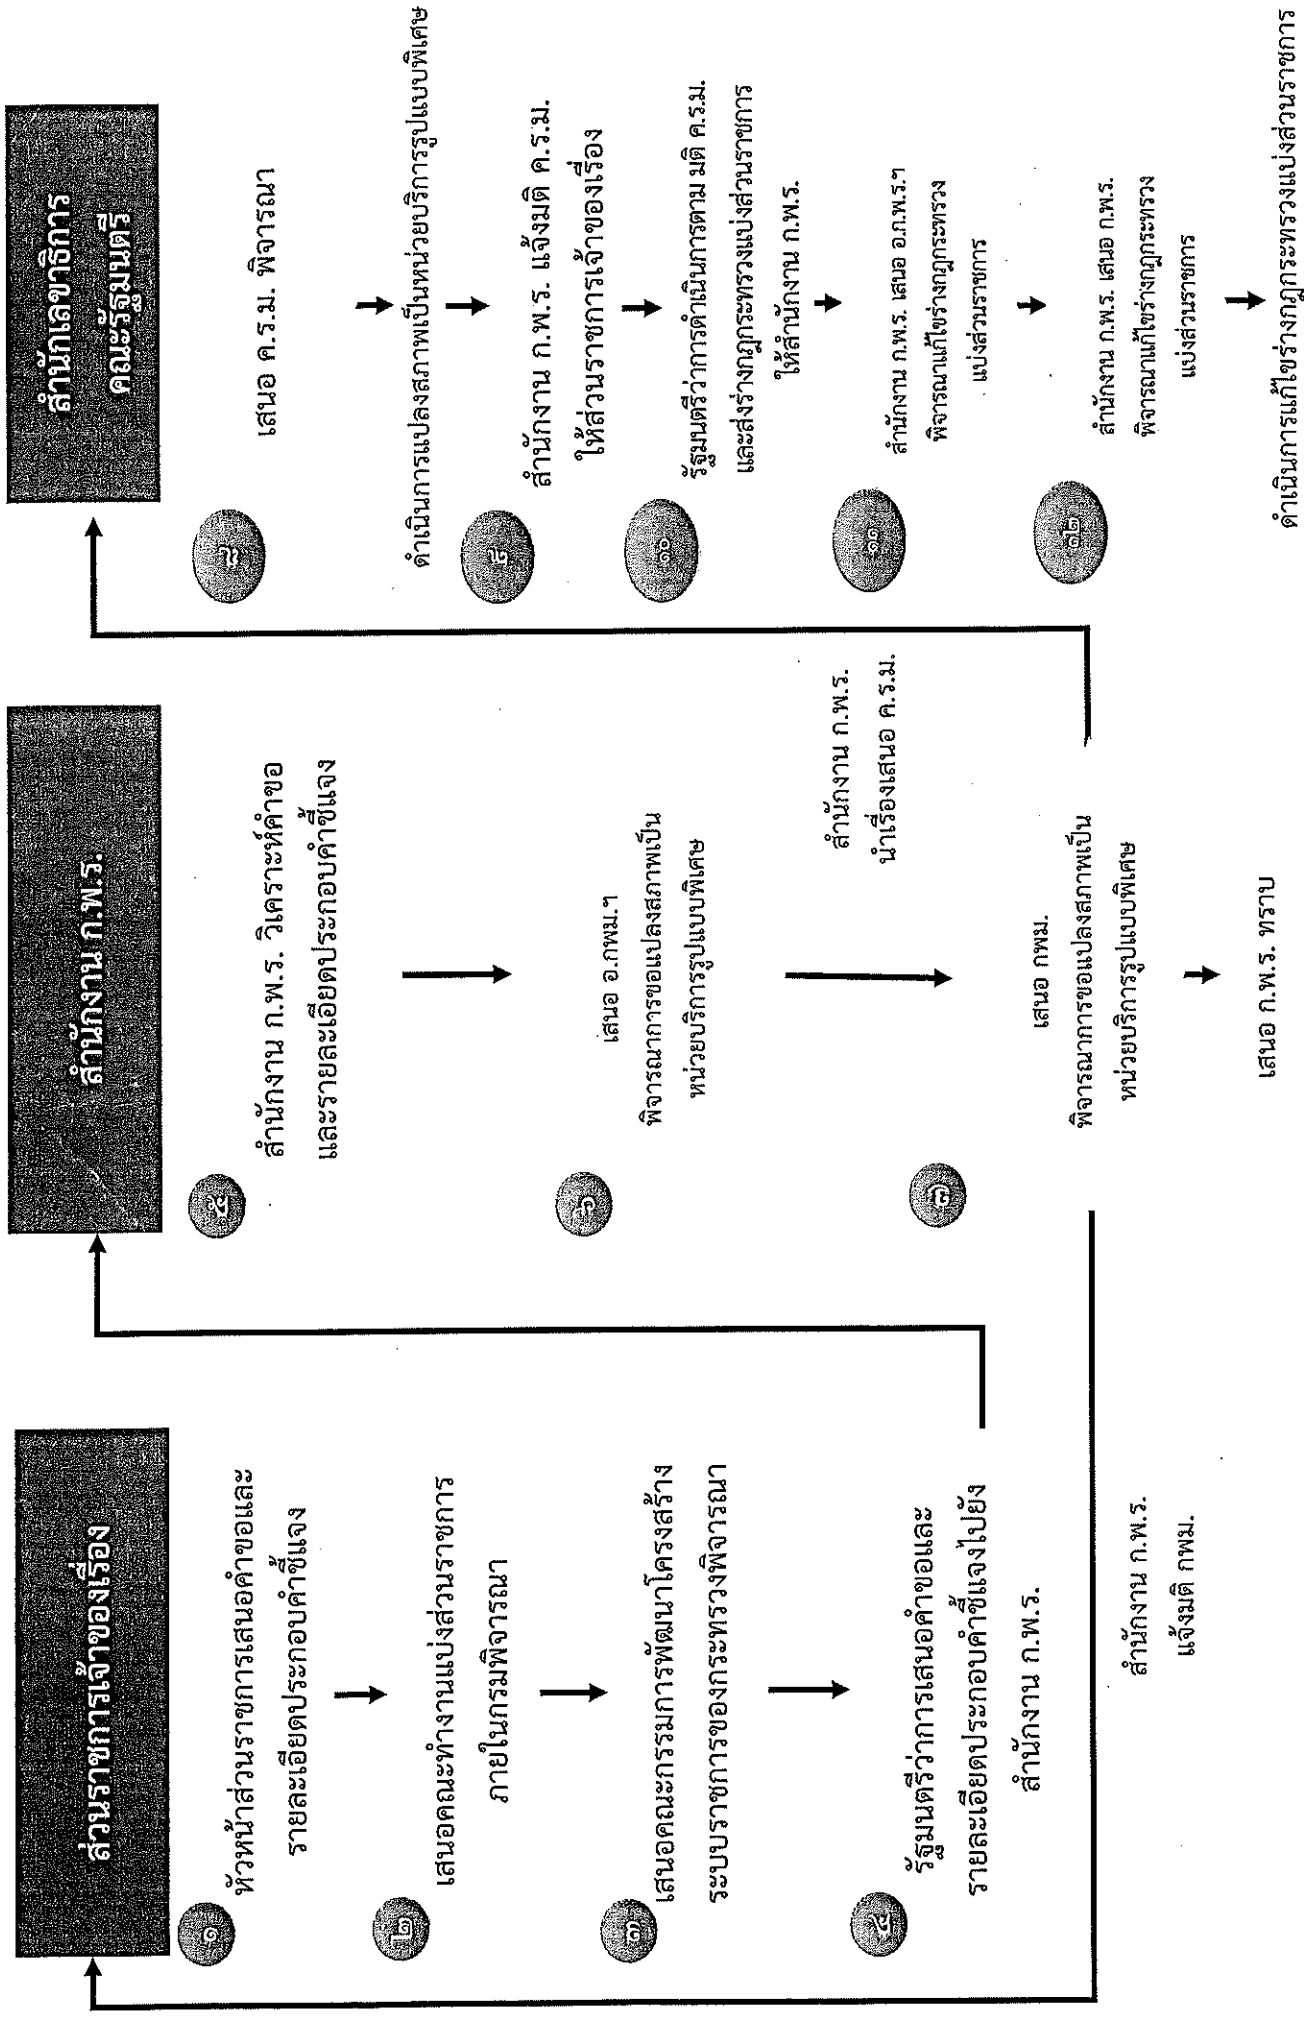 ส่วนราชการเจ้าของเรื่อง
๑
หัวหน้าส่วนราชการเสนอคำขอและ
รายละเอียดประกอบคำชี้แจง
๒
เสนอคณะทำงานแบ่งส่วนราชการ
ภายในกรมพิจารณา
๓
เสนอคณะกรรมการพัฒนาโครงสร้าง
ระบบราชการของกระทรวงพิจารณา
๔
รัฐมนตรีว่าการเสนอคำขอและ
รายละเอียดประกอบคำชี้แจงไปยัง
สำนักงาน ก.พ.ร.
สำนักงาน ก.พ.ร.
แจ้งมติ กพม.
สำนักงาน ก.พ.ร.
๕
สำนักงาน ก.พ.ร. วิเคราะห์คำขอ
และรายละเอียดประกอบคำชี้แจง
๖
เสนอ อ.กพม.ฯ
พิจารณาการขอแปลงสภาพเป็น
หน่วยบริการรูปแบบพิเศษ
๗
เสนอ กพม.
พิจารณาการขอแปลงสภาพเป็น
หน่วยบริการรูปแบบพิเศษ
เสนอ ก.พ.ร. ทราบ
สำนักงาน ก.พ.ร.
นำเรื่องเสนอ ค.ร.ม.
สำนักเลขาธิการ
คณะรัฐมนตรี
๘
เสนอ ค.ร.ม. พิจารณา
ดำเนินการแปลงสภาพเป็นหน่วยบริการรูปแบบพิเศษ
๙
สำนักงาน ก.พ.ร. แจ้งมติ ค.ร.ม.
ให้ส่วนราชการเจ้าของเรื่อง
๑๐
รัฐมนตรีว่าการดำเนินการตาม มติ ค.ร.ม.
และส่งร่างกฎกระทรวงแบ่งส่วนราชการ
ให้สำนักงาน ก.พ.ร.
๑๑
สำนักงาน ก.พ.ร. เสนอ อ.ก.พ.ร.ฯ
พิจารณาแก้ไขร่างกฎกระทรวง
แบ่งส่วนราชการ
๑๒
สำนักงาน ก.พ.ร. เสนอ ก.พ.ร.
พิจารณาแก้ไขร่างกฎกระทรวง
แบ่งส่วนราชการ
ดำเนินการแก้ไขร่างกฎกระทรวงแบ่งส่วนราชการ